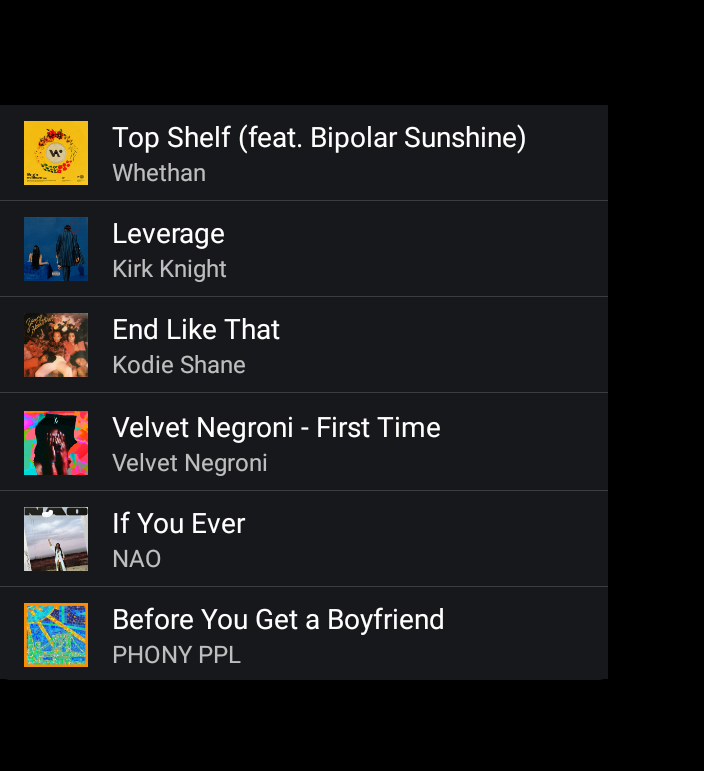 Top Shelf (feat. Bipolar Sunshine)
Whethan
Leverage
Kirk Knight
End Like That
Kodie Shane
Velvet Negroni - First Time
Velvet Negroni
If You Ever
NAO
Before You Get a Boyfriend
PHONY PPL